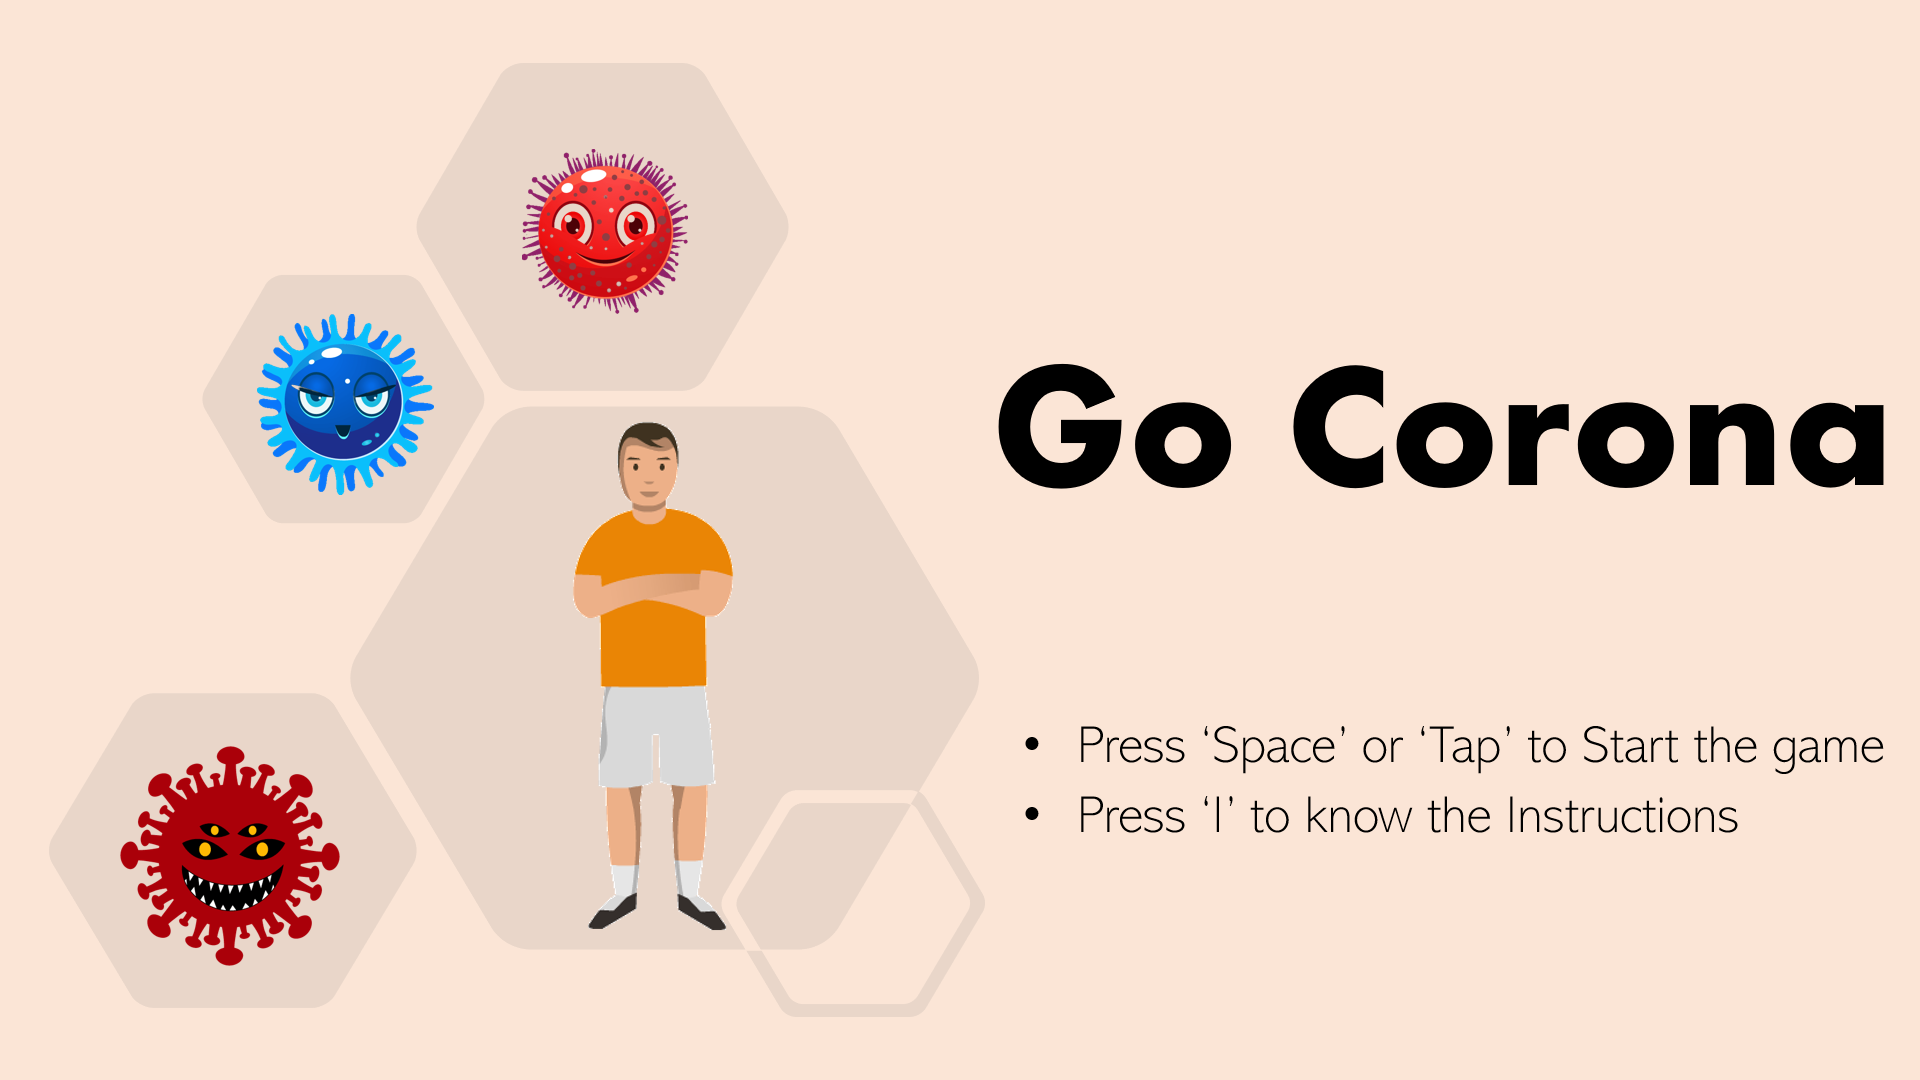 Go Corona
• Press ‘Space’ or ‘Tap’ to Start the game
• Press ‘I’ to know the Instructions